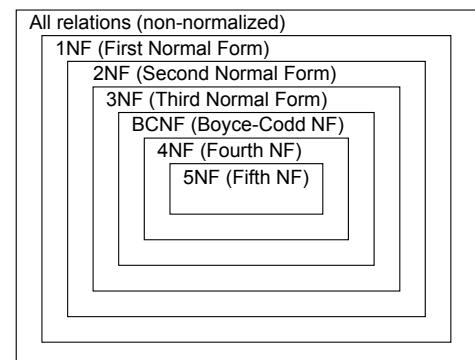 All relations (non-normalized)
1NF (First Normal Form)
2NF (Second Normal Form)
3NF (Third Normal Form)
BCNF (Boyce-Codd NF)
4NF (Fourth NF)
5NF (Fifth NF)